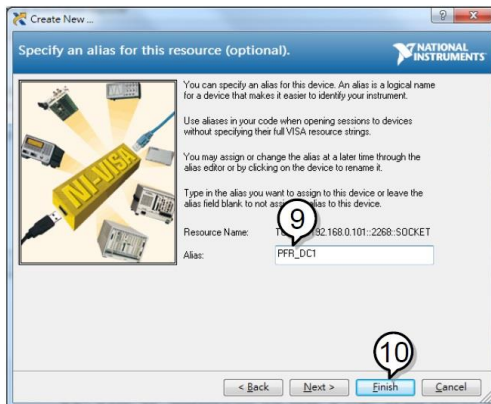 Create New ...
Specify an alias for this resource (optional).
NATIONAL INSTRUMENTS
You can specify an alias for this device. An alias is a logical name
for a device that makes it easier to identify your instrument.
Use aliases in your code when opening sessions to devices
without specifying their full VISA resource strings.
You may assign or change the alias at a later time through the
alias editor or by clicking on the device to rename it.
Type in the alias you want to assign to this device or leave the
alias field blank to not alias to this device.
9
Resource Name: 92.168.0.101::2268::SOCKET
Alias: PFR_DC1
NI-VISA
10
< Back Next > Finish Cancel